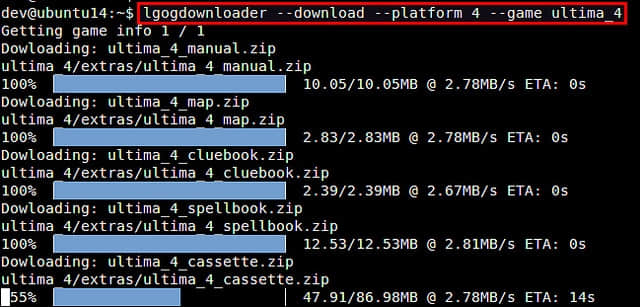 dev@ubuntu14:~$ lgogdownloader --download --platform 4 --game ultima_4
Getting game info 1 / 1
Dowloading: ultima_4_manual.zip
ultima_4/extras/ultima_4_manual.zip
100% 10.05/10.05MB @ 2.78MB/s ETA: 0s
Dowloading: ultima_4_map.zip
ultima_4/extras/ultima_4_map.zip
100% 2.83/2.83MB @ 2.78MB/s ETA: 0s
Dowloading: ultima_4_cluebook.zip
ultima_4/extras/ultima_4_cluebook.zip
100% 2.39/2.39MB @ 2.67MB/s ETA: 0s
Dowloading: ultima_4_spellbook.zip
ultima_4/extras/ultima_4_spellbook.zip
100% 12.53/12.53MB @ 2.81MB/s ETA: 0s
Dowloading: ultima_4_cassette.zip
ultima_4/extras/ultima_4_cassette.zip
55% 47.91/86.98MB @ 2.78MB/s ETA: 14s